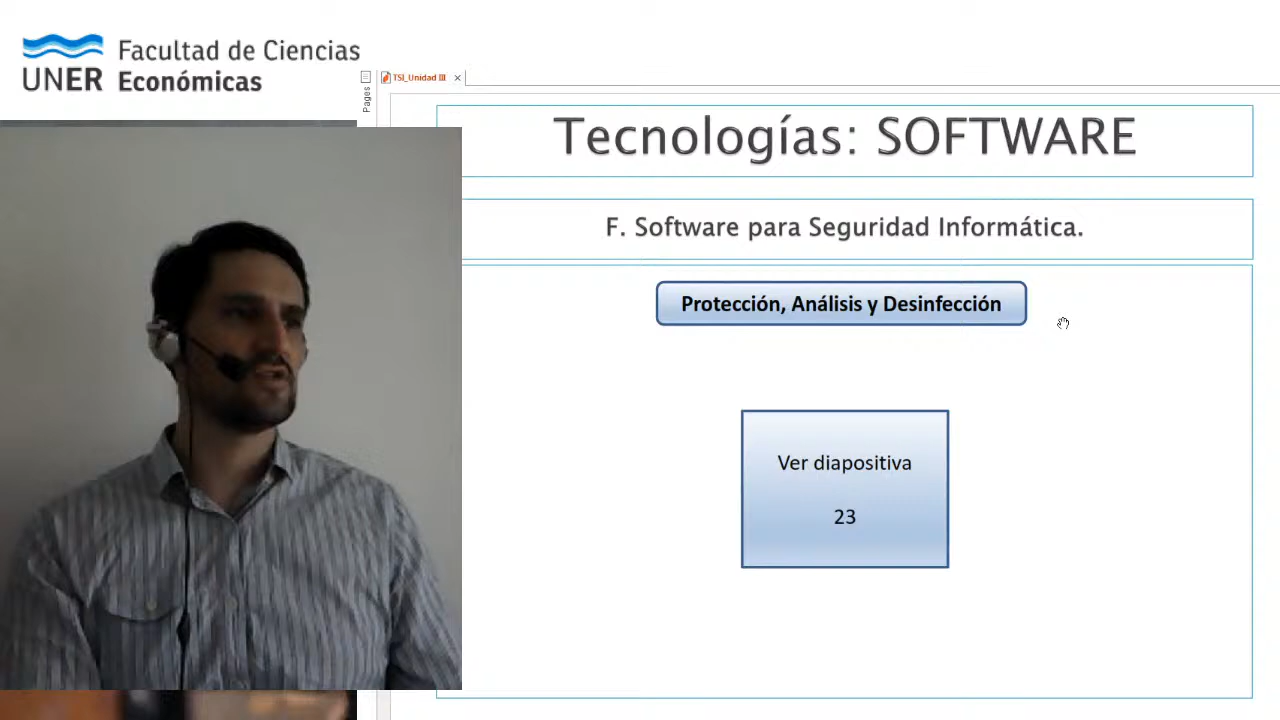 Facultad de Ciencias
UNER Económicas
TSI_Unidad III
Pages
Tecnologías: SOFTWARE
F. Software para Seguridad Informática.
Protección, Análisis y Desinfección
Ver diapositiva
23